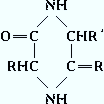 NH
O=C CHR'
RHC C=R
NH